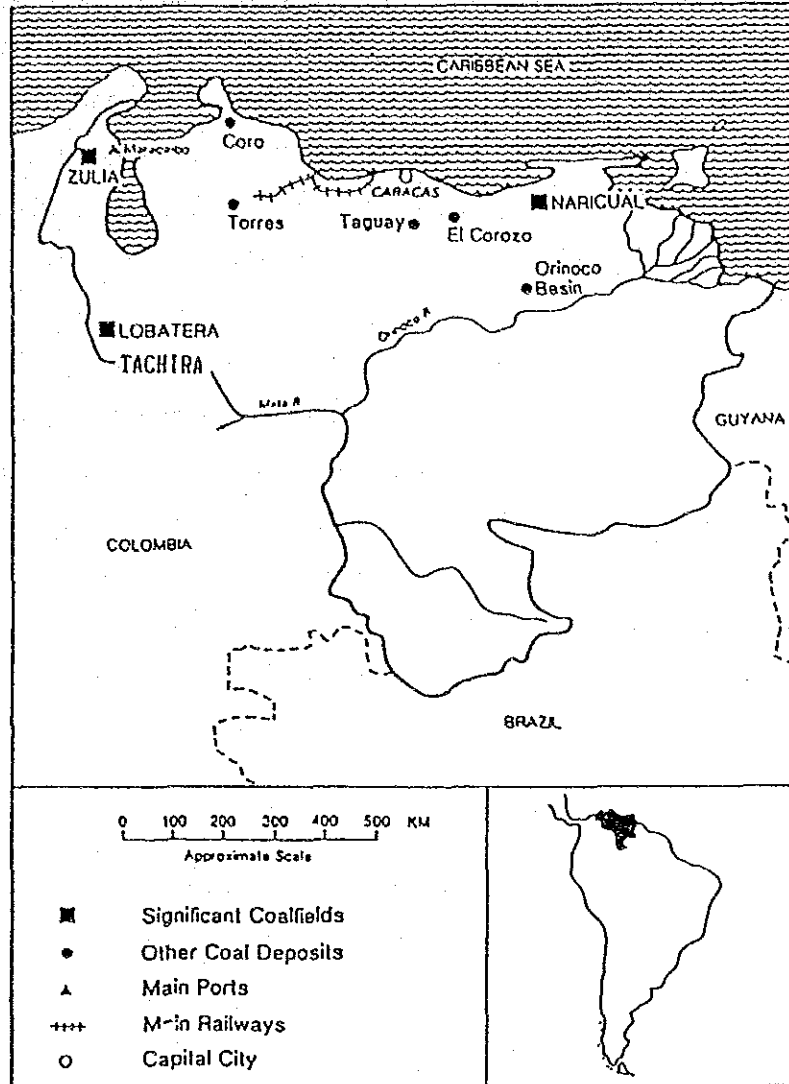 CARIBBEAN SEA
Coro
Maracaibo
ZULIA
CARACAS
NARICUAL
Torres
Taguay
El Corozo
Orinoco
Basin
LOBATERA
Orinoco R
TACHIRA
Meta R
GUYANA
COLOMBIA
BRAZIL
0 100 200 300 400 500 KM
Approximate Scale
Significant Coalfields
Other Coal Deposits
Main Ports
Main Railways
Capital City